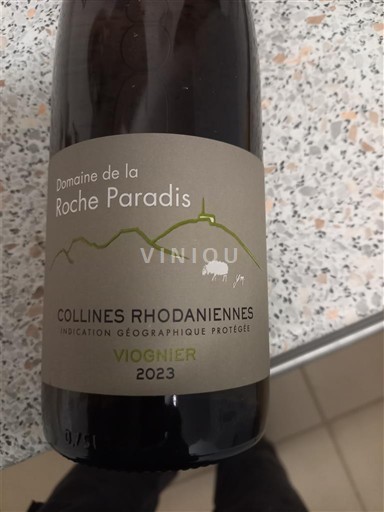 Domaine de la
Roche Paradis
VINIOU
COLLINES RHODANIENNES
INDICATION GÉOGRAPHIQUE PROTÉGÉE
VIOGNIER
2023